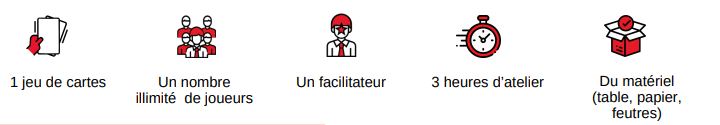 1 jeu de cartes
Un nombre
illimité  de joueurs
Un facilitateur
3 heures d'atelier
Du matériel
(table, papier,
feutres)